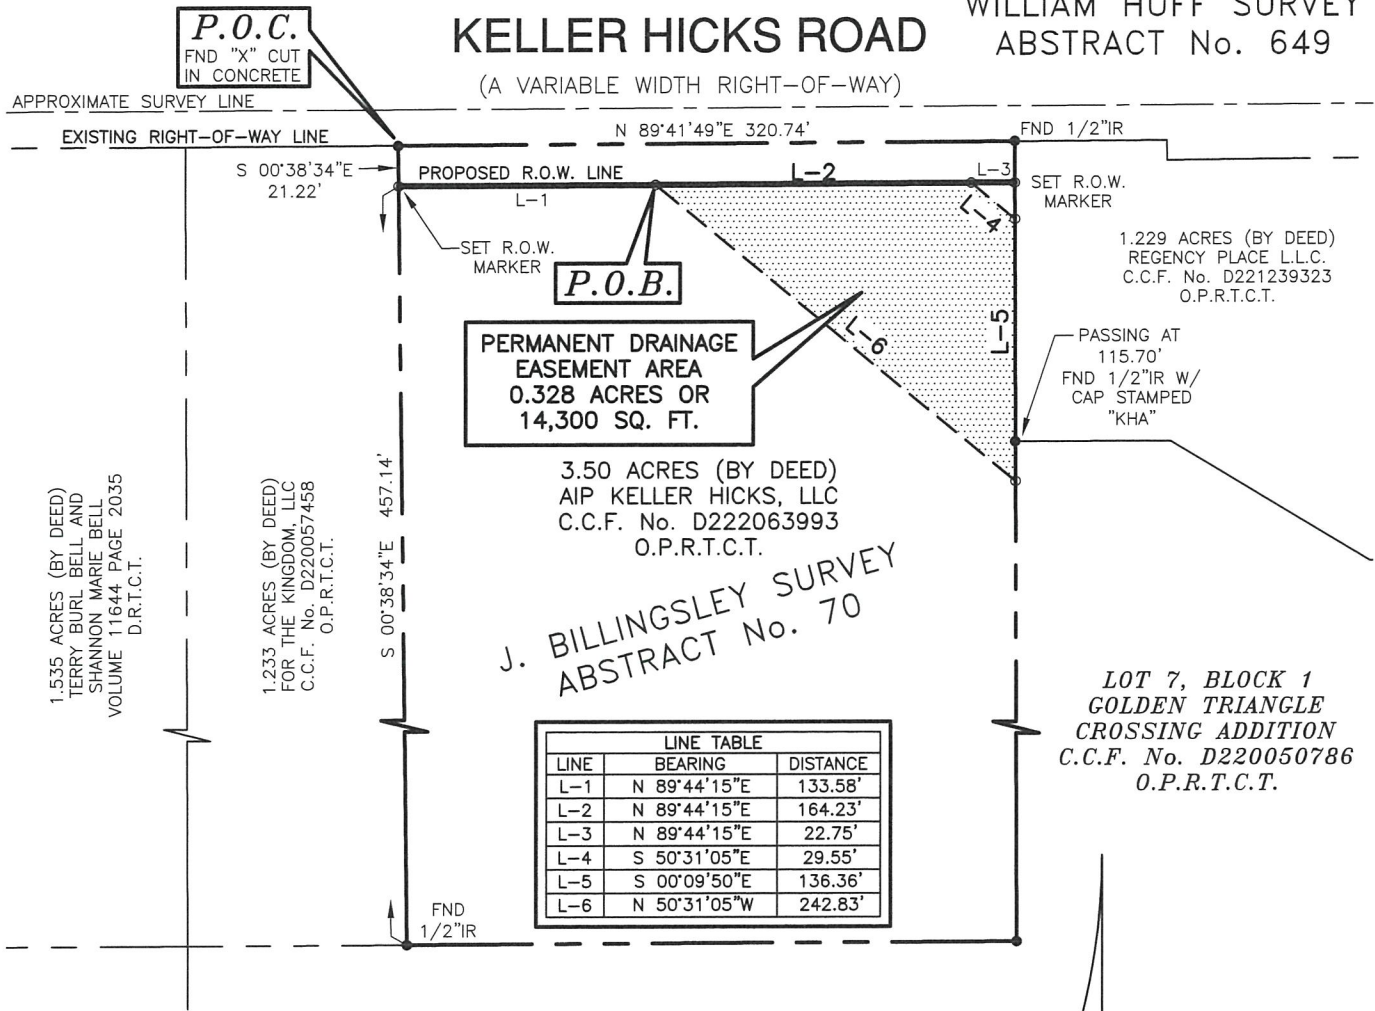 P.O.C.
FND "X" CUT
IN CONCRETE
KELLER HICKS ROAD
(A VARIABLE WIDTH RIGHT-OF-WAY)
WILLIAM HUFF SURVEY
ABSTRACT No. 649
APPROXIMATE SURVEY LINE
EXISTING RIGHT-OF-WAY LINE
N 89°41'49"E 320.74'
FND 1/2"IR
S 00°38'34"E
21.22'
PROPOSED R.O.W. LINE
L-1
L-2
L-3
L-4
SET R.O.W.
MARKER
SET R.O.W.
MARKER
P.O.B.
1.229 ACRES (BY DEED)
REGENCY PLACE L.L.C.
C.C.F. No. D221239323
O.P.R.T.C.T.
L-5
L-6
PERMANENT DRAINAGE
EASEMENT AREA
0.328 ACRES OR
14,300 SQ. FT.
PASSING AT
115.70'
FND 1/2"IR W/
CAP STAMPED
"KHA"
3.50 ACRES (BY DEED)
AIP KELLER HICKS, LLC
C.C.F. No. D222063993
O.P.R.T.C.T.
1.535 ACRES (BY DEED)
TERRY BURL BELL AND
SHANNON MARIE BELL
VOLUME 11644 PAGE 2035
D.R.T.C.T.
1.233 ACRES (BY DEED)
FOR THE KINGDOM, LLC
C.C.F. No. D220057458
O.P.R.T.C.T.
S 00°38'34"E 457.14'
J. BILLINGSLEY SURVEY
ABSTRACT No. 70
LOT 7, BLOCK 1
GOLDEN TRIANGLE
CROSSING ADDITION
C.C.F. No. D220050786
O.P.R.T.C.T.
LINE TABLE
LINE BEARING DISTANCE
L-1 N 89°44'15"E 133.58'
L-2 N 89°44'15"E 164.23'
L-3 N 89°44'15"E 22.75'
L-4 S 50°31'05"E 29.55'
L-5 S 00°09'50"E 136.36'
L-6 N 50°31'05"W 242.83'
FND
1/2"IR